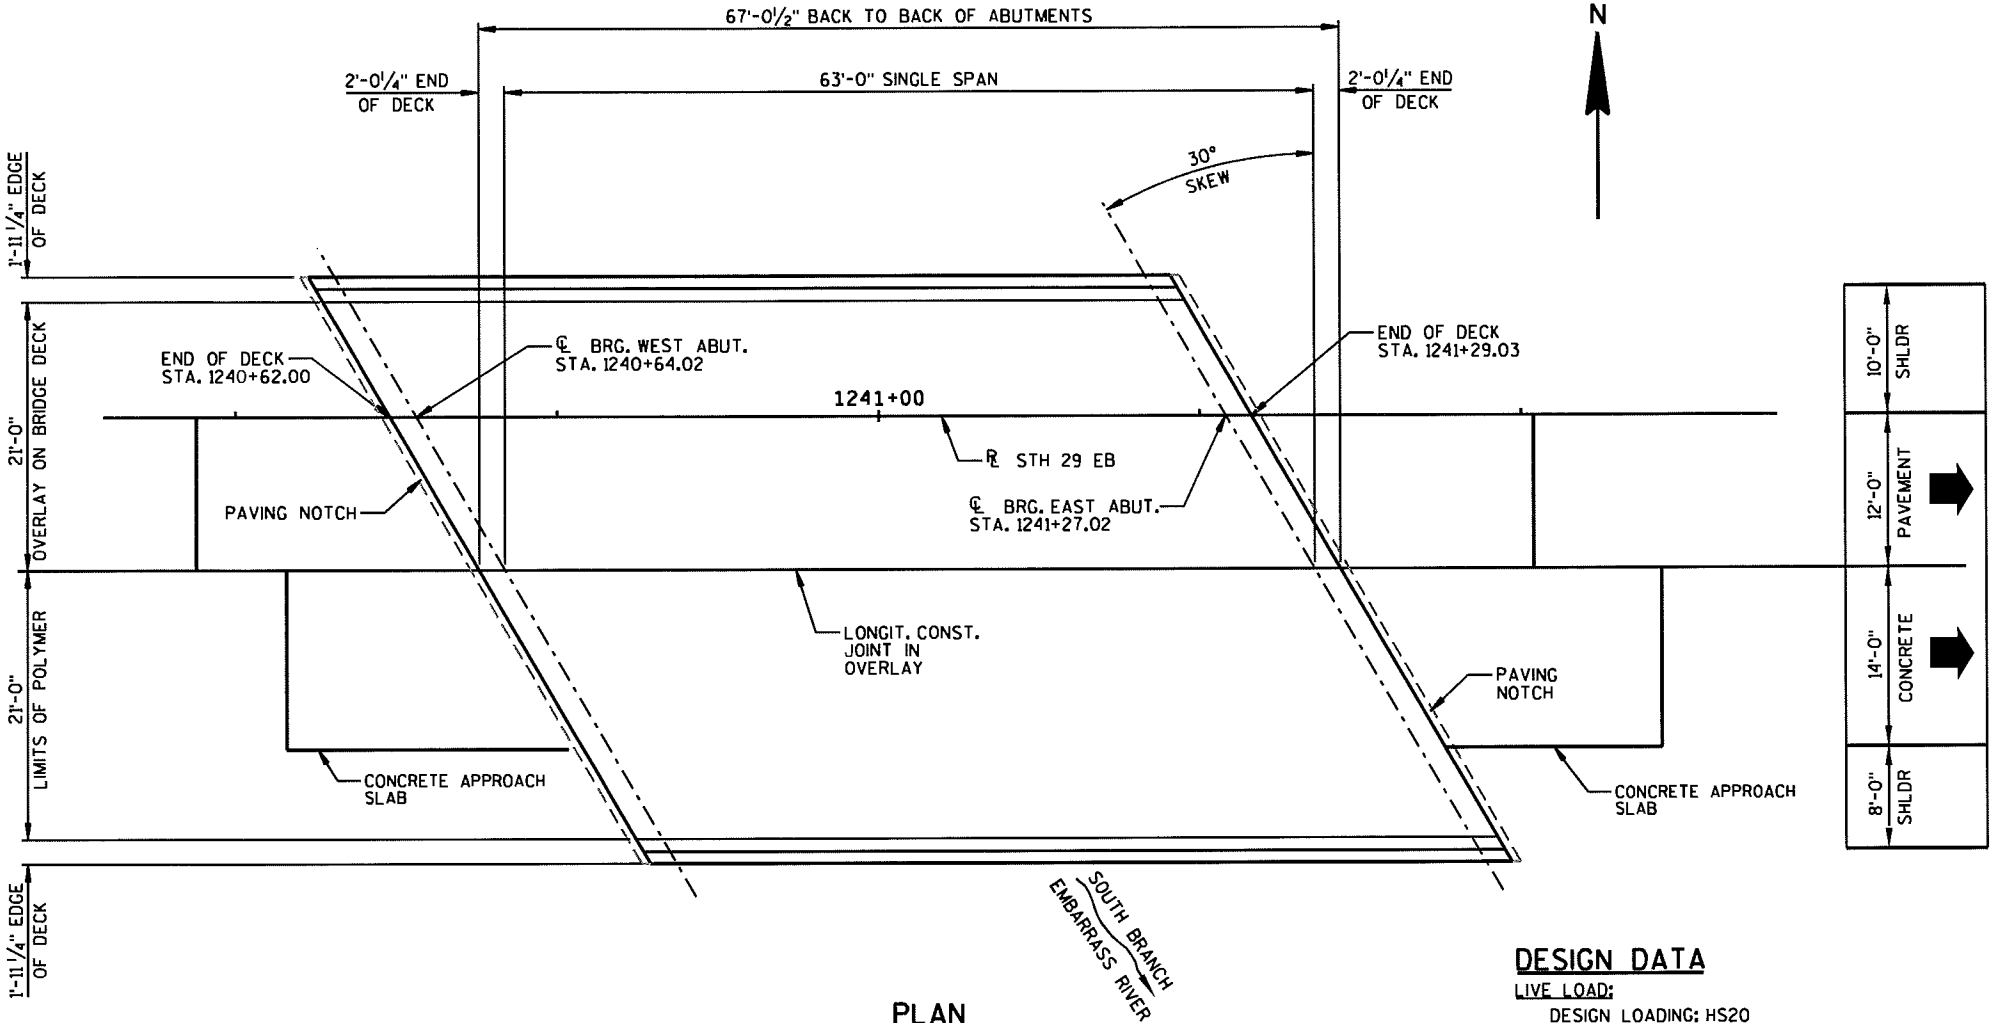 67'-0½" BACK TO BACK OF ABUTMENTS
N
2'-0¼" END
OF DECK
63'-0" SINGLE SPAN
2'-0¼" END
OF DECK
30°
SKEW
1'-11¼" EDGE
OF DECK
END OF DECK
STA. 1240+62.00
℄ BRG. WEST ABUT.
STA. 1240+64.02
END OF DECK
STA. 1241+29.03
1241+00
21'-0"
OVERLAY ON BRIDGE DECK
PAVING NOTCH
STH 29 EB
℄ BRG. EAST ABUT.
STA. 1241+27.02
10'-0"
SHLDR
12'-0"
PAVEMENT
21'-0"
LIMITS OF POLYMER
LONGIT. CONST.
JOINT IN
OVERLAY
PAVING
NOTCH
14'-0"
CONCRETE
CONCRETE APPROACH
SLAB
CONCRETE APPROACH
SLAB
8'-0"
SHLDR
1'-11¼" EDGE
OF DECK
SOUTH BRANCH
EMBARRASS RIVER
PLAN
DESIGN DATA
LIVE LOAD:
DESIGN LOADING: HS20